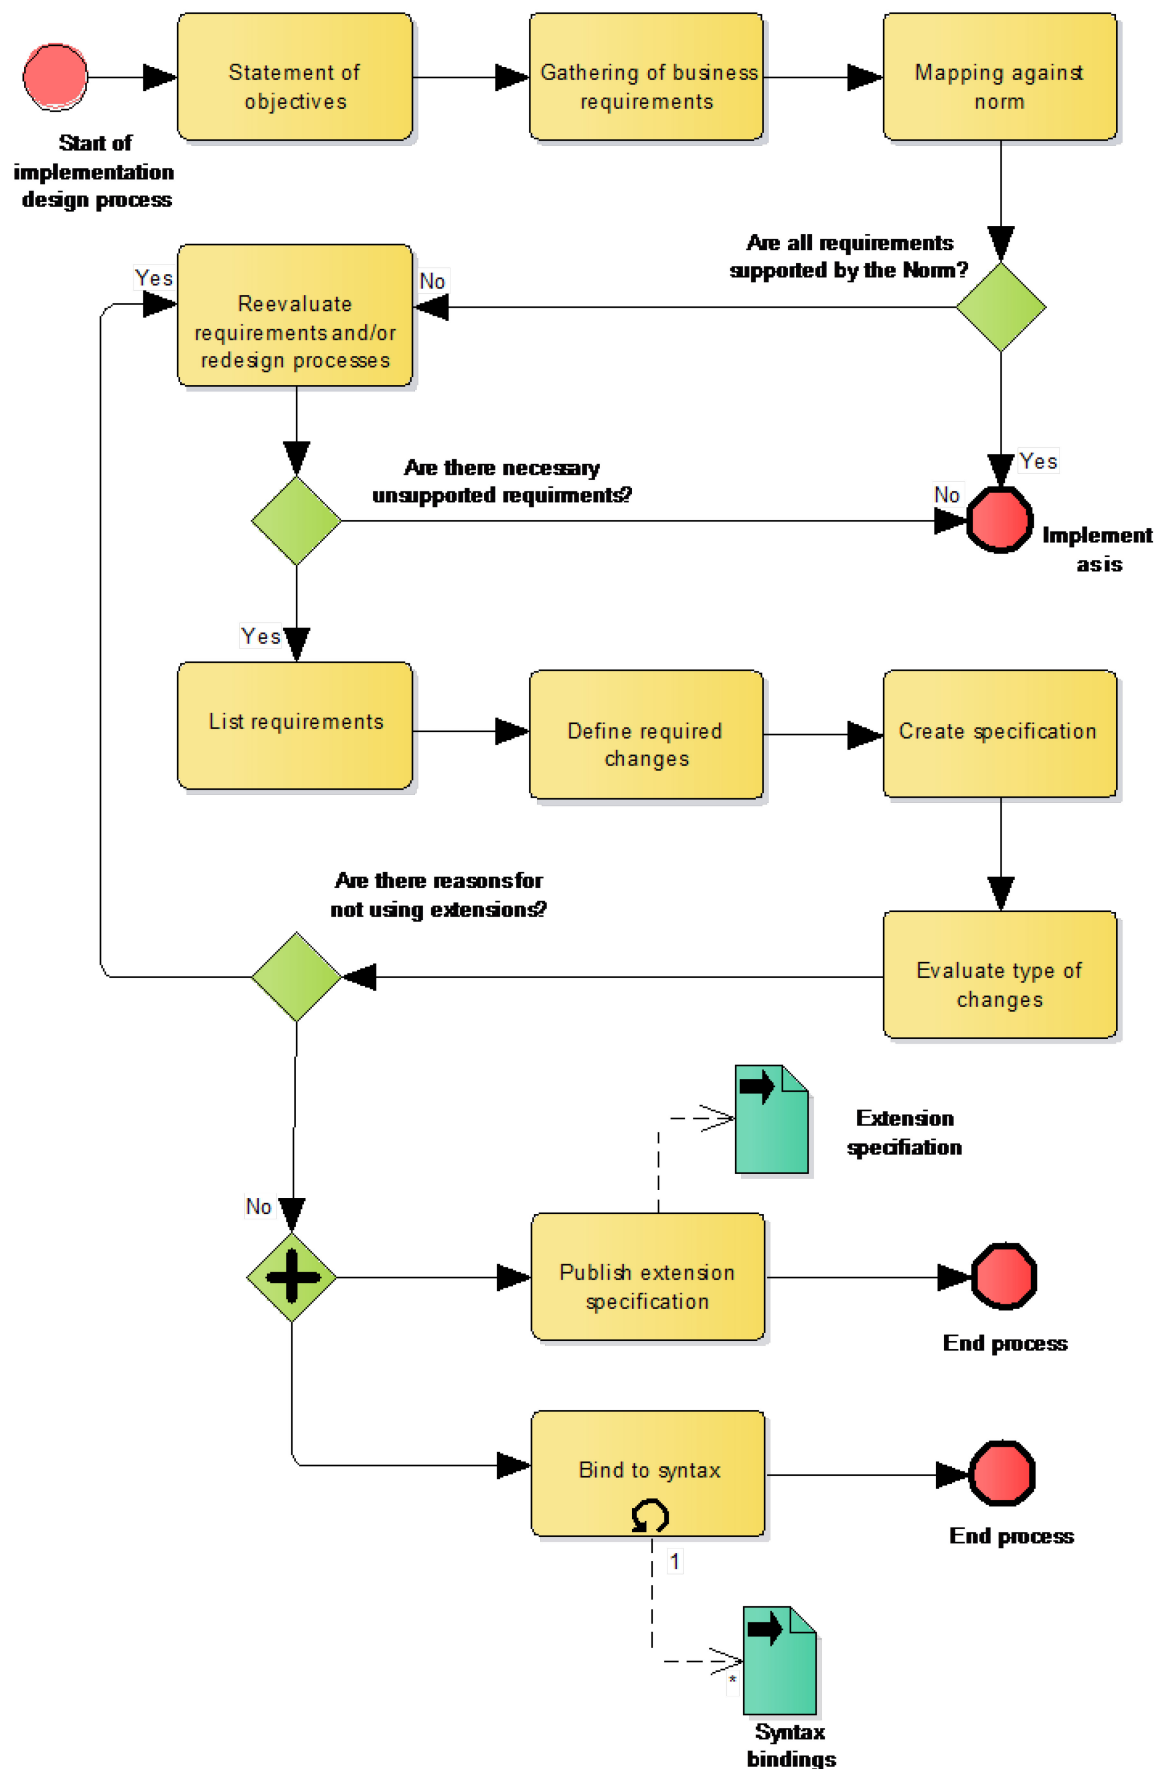 Statement of
objectives
Gathering of business
requirements
Mapping against
norm
Start of
implementation
design process
Are all requirements
supported by the Norm?
Yes
No
Reevaluate
requirements and/or
redesign processes
Are there necessary
unsupported requirments?
Yes
No
Implement
as is
Yes
List requirements
Define required
changes
Create specification
Are there reasons for
not using extensions?
Evaluate type of
changes
Extension
specifiation
No
Publish extension
specification
End process
Bind to syntax
End process
1
*
Syntax
bindings